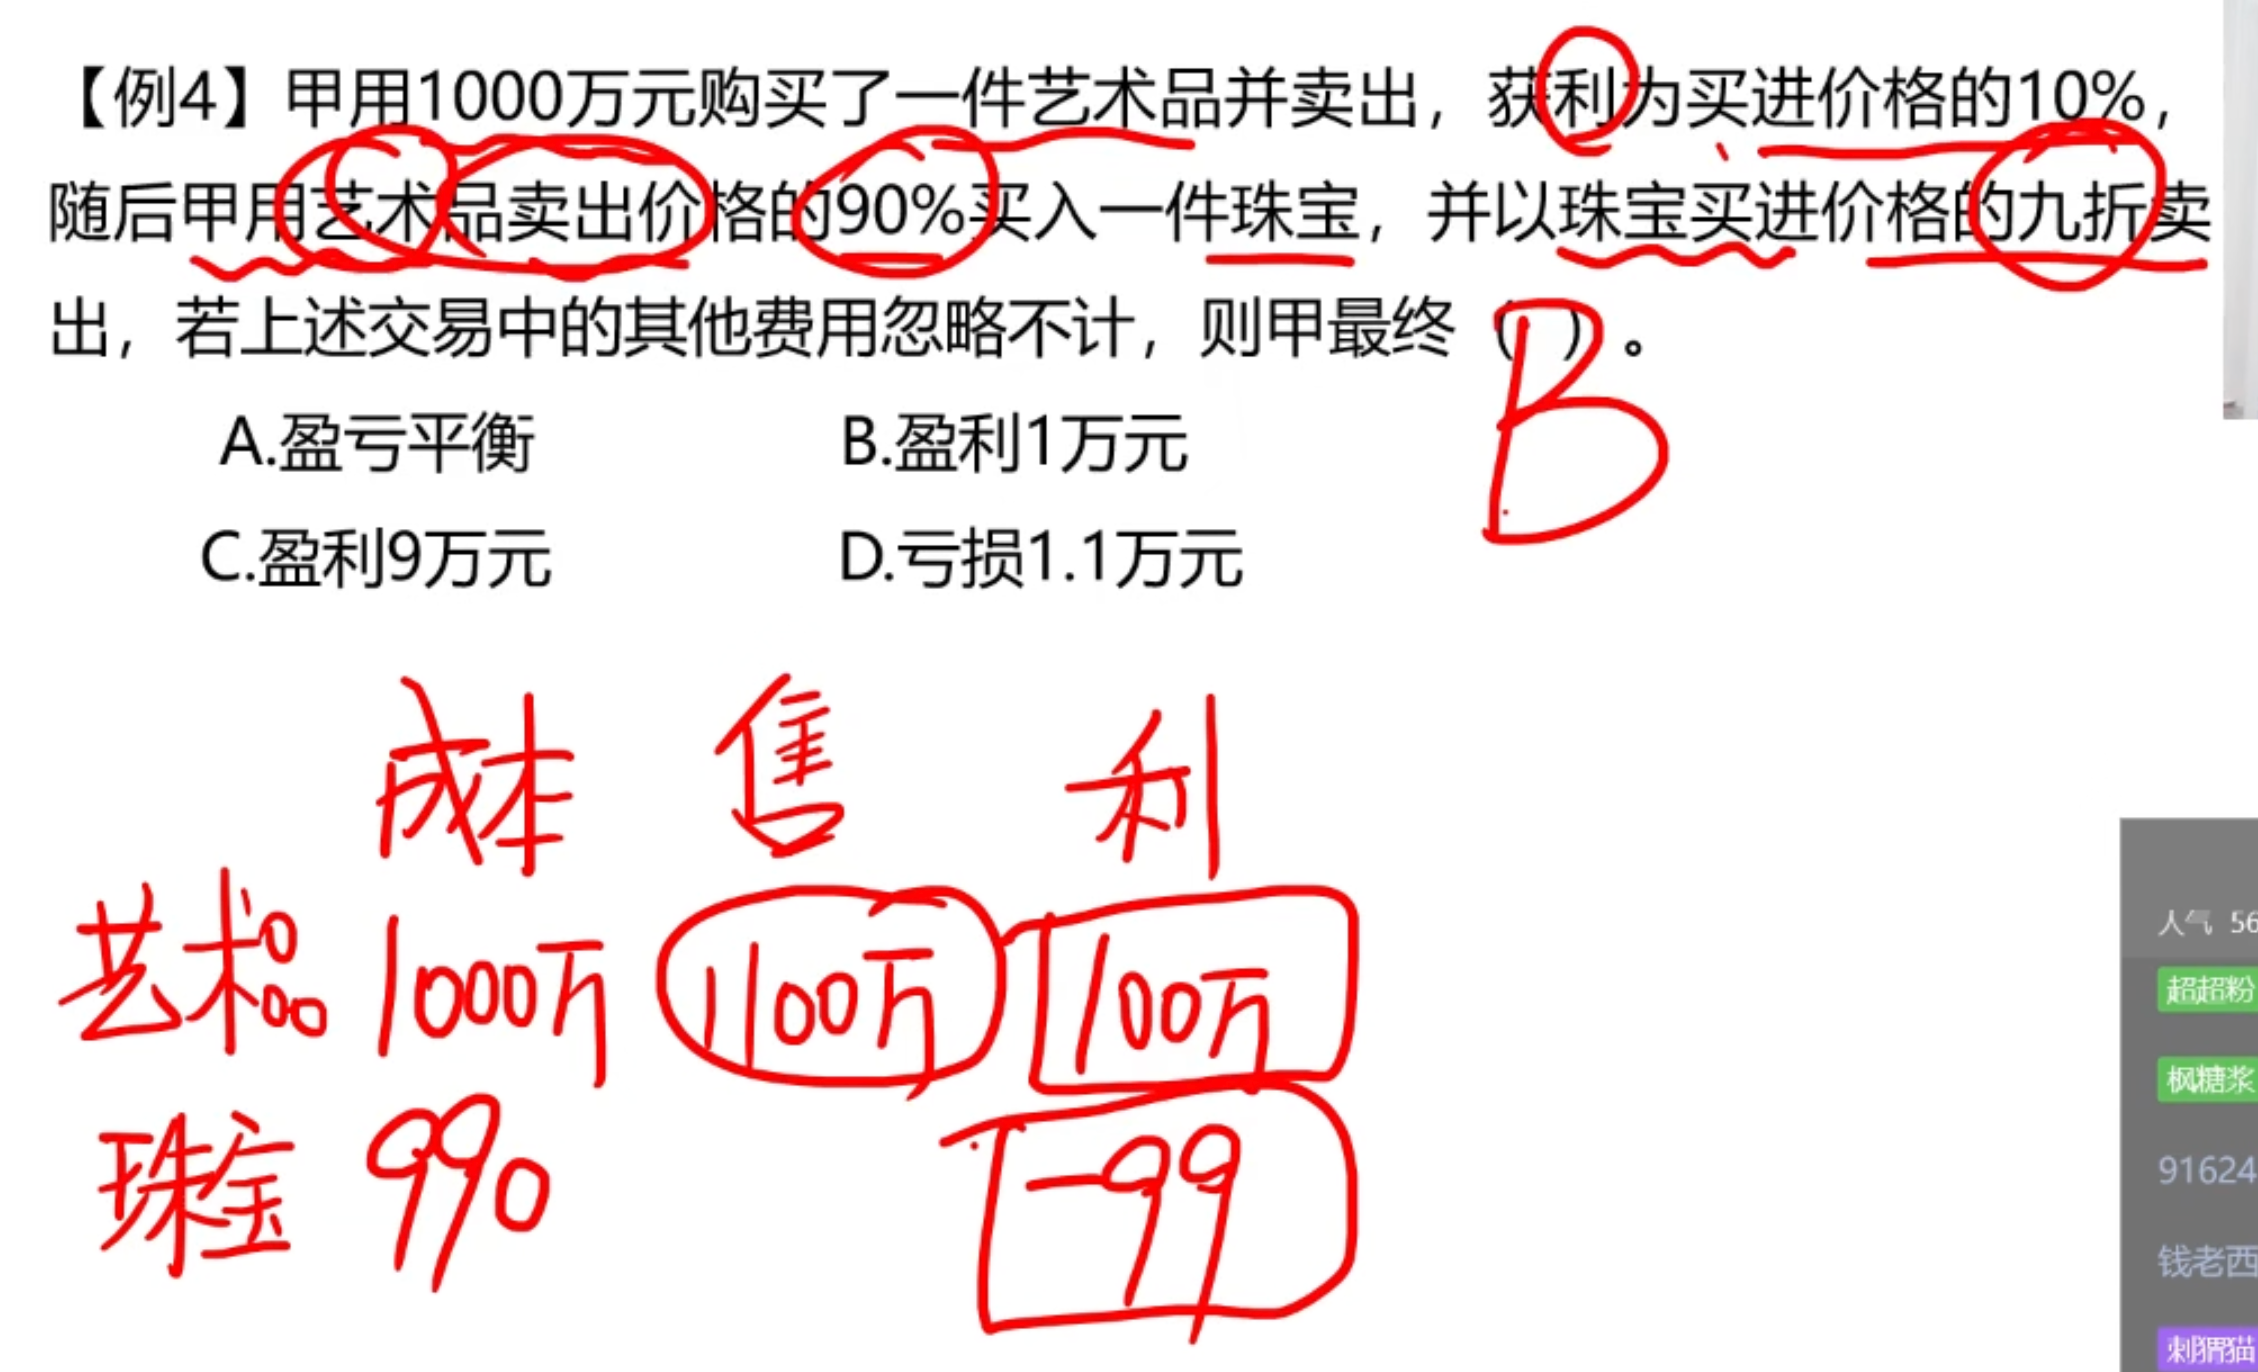 【例4】甲用1000万元购买了一件艺术品并卖出，获利为买进价格的10%，
随后甲用艺术品卖出价格的90%买入一件珠宝，并以珠宝买进价格的九折卖
出，若上述交易中的其他费用忽略不计，则甲最终（ ）。
B
A.盈亏平衡 B.盈利1万元
C.盈利9万元 D.亏损1.1万元
成本 售 利
艺术品 1000万 1100万 100万
珠宝 990 -99
人气 56
超超粉
枫糖浆
91624
钱老西
刺猬猫